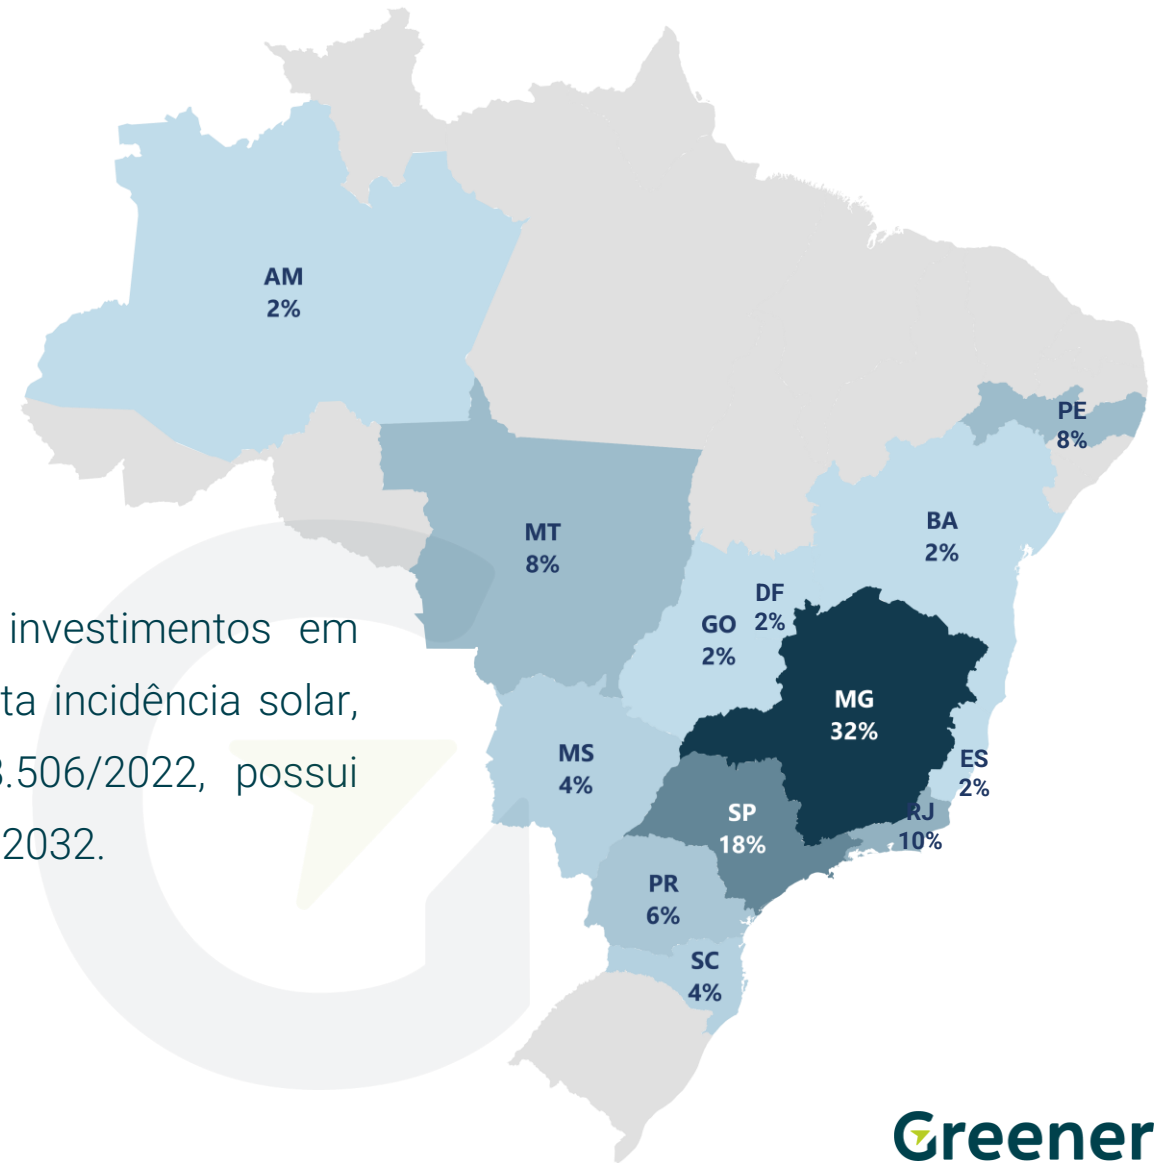 AM
2%
PE
8%
MT
8%
BA
2%
DF
2%
GO
2%
investimentos em
ta incidência solar,
.506/2022, possui
2032.
MG
32%
MS
4%
ES
2%
SP
18%
RJ
10%
PR
6%
SC
4%
Greener